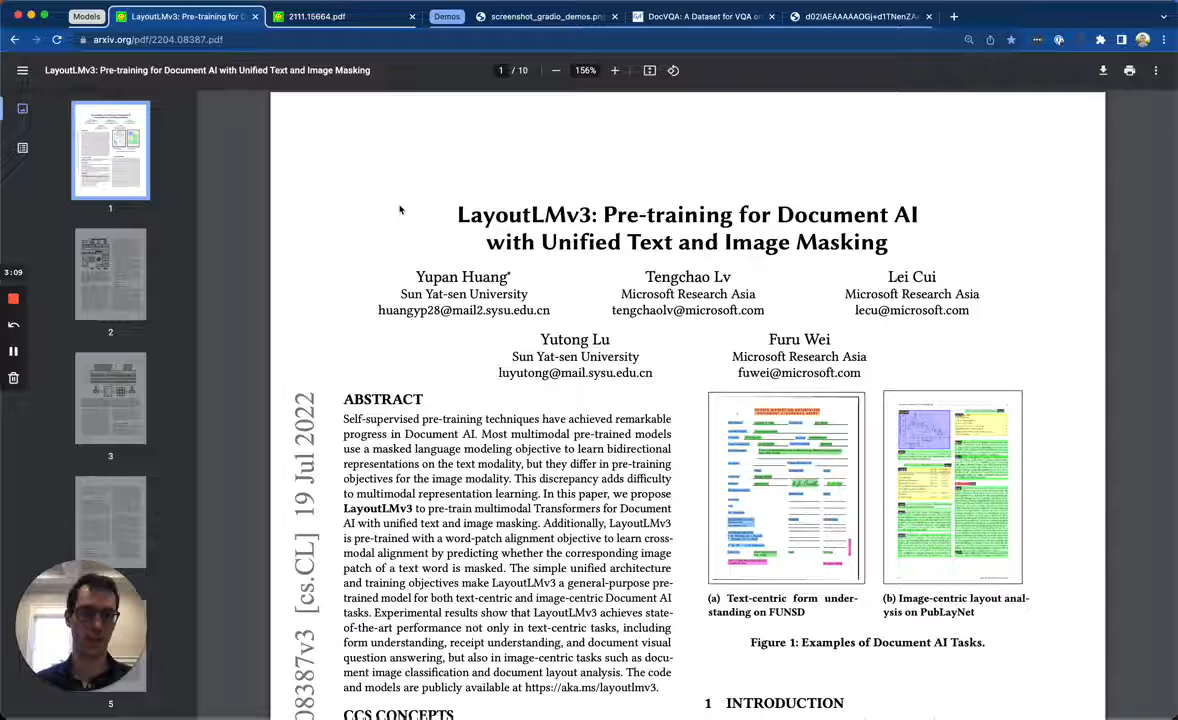 Models
LayoutLMv3: Pre-training for D
2111.15664.pdf
Demos
screenshot_gradio_demos.pn
DocVQA: A Dataset for VQA on
arxiv.org/pdf/2204.08387.pdf
LayoutLMv3: Pre-training for Document AI with Unified Text and Image Masking
1 / 10
156%
1
2
3
5
3:09
LayoutLMv3: Pre-training for Document AI
with Unified Text and Image Masking
Yupan Huang*
Sun Yat-sen University
huangyp28@mail2.sysu.edu.cn
Tengchao Lv
Microsoft Research Asia
tengchaolv@microsoft.com
Lei Cui
Microsoft Research Asia
lecu@microsoft.com
Yutong Lu
Sun Yat-sen University
luyutong@mail.sysu.edu.cn
Furu Wei
Microsoft Research Asia
fuwei@microsoft.com
08387v3 [cs.CL] 19 Jul 2022
ABSTRACT
Self-supervised pre-training techniques have achieved remarkable
progress in Document AI. Most multimodal pre-trained models
use a masked language modeling objective to learn bidirectional
representations on the text modality, but they differ in pre-training
objectives for the image modality. This discrepancy adds difficulty
to multimodal representation learning. In this paper, we propose
LayoutLMv3 to pre-train multimodal Transformers for Document
AI with unified text and image masking. Additionally, LayoutLMv3
is pre-trained with a word-patch alignment objective to learn cross-
modal alignment by predicting whether the corresponding image
patch of a text word is masked. The simple unified architecture
and training objectives make LayoutLMv3 a general-purpose pre-
trained model for both text-centric and image-centric Document AI
tasks. Experimental results show that LayoutLMv3 achieves state-
of-the-art performance not only in text-centric tasks, including
form understanding, receipt understanding, and document visual
question answering, but also in image-centric tasks such as docu-
ment image classification and document layout analysis. The code
and models are publicly available at https://aka.ms/layoutlmv3.
CCS CONCEPTS
(a) Text-centric form under-
standing on FUNSD
(b) Image-centric layout anal-
ysis on PubLayNet
Figure 1: Examples of Document AI Tasks.
1 INTRODUCTION